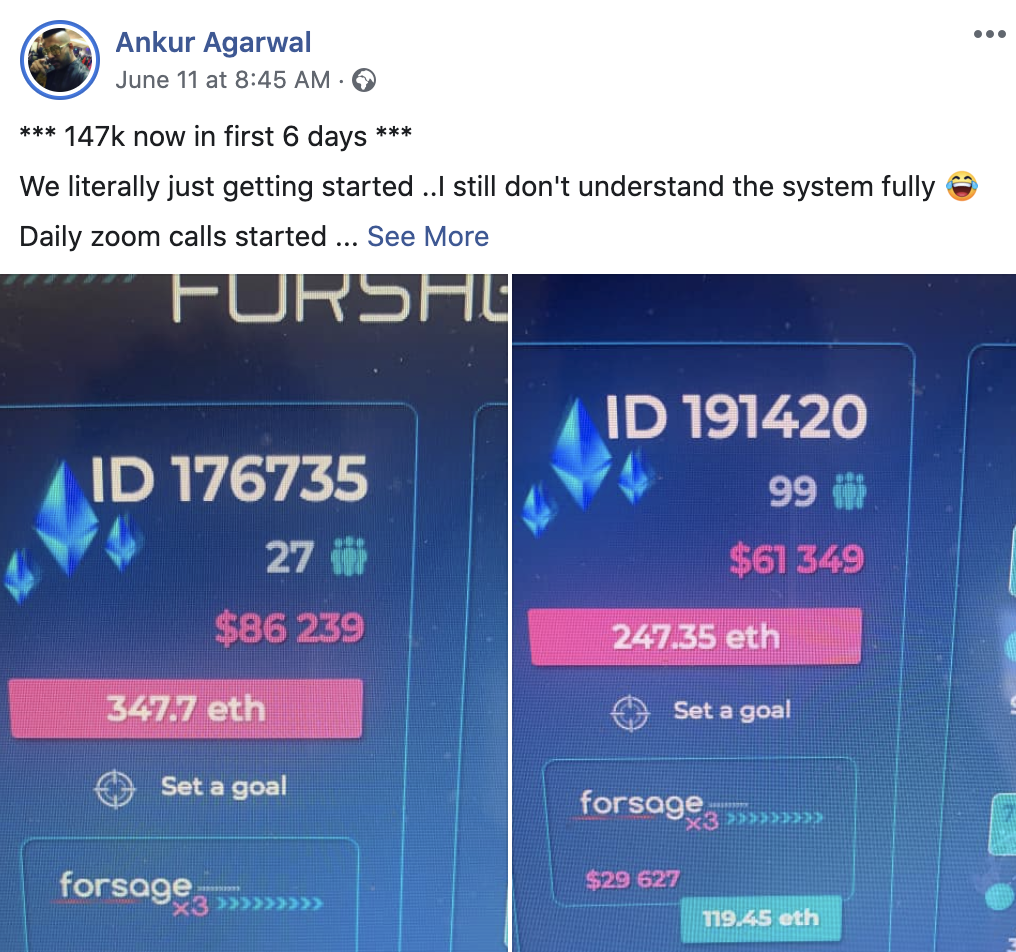 Ankur Agarwal
June 11 at 8:45 AM ·
*** 147k now in first 6 days ***
We literally just getting started ..I still don't understand the system fully 😂
Daily zoom calls started ... See More
FORSAG
ID 176735
27
$86 239
347.7 eth
Set a goal
forsage
x3
ID 191420
99
$61 349
247.35 eth
Set a goal
forsage
x3
$29 627
119.45 eth